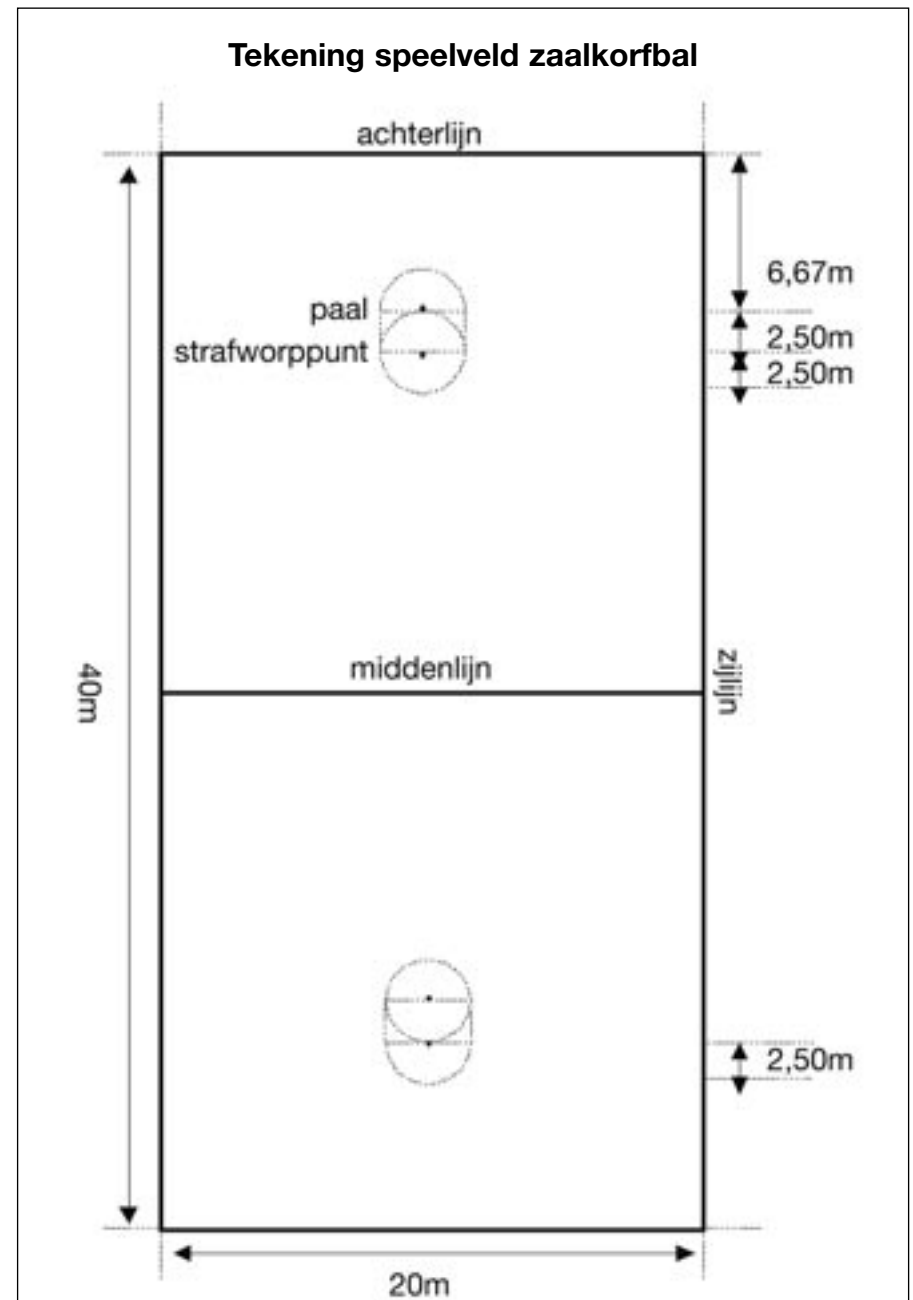 Tekening speelveld zaalkorfbal
achterlijn
6,67m
paal
2,50m
strafworppunt
2,50m
middenlijn
zijlijn
40m
2,50m
20m